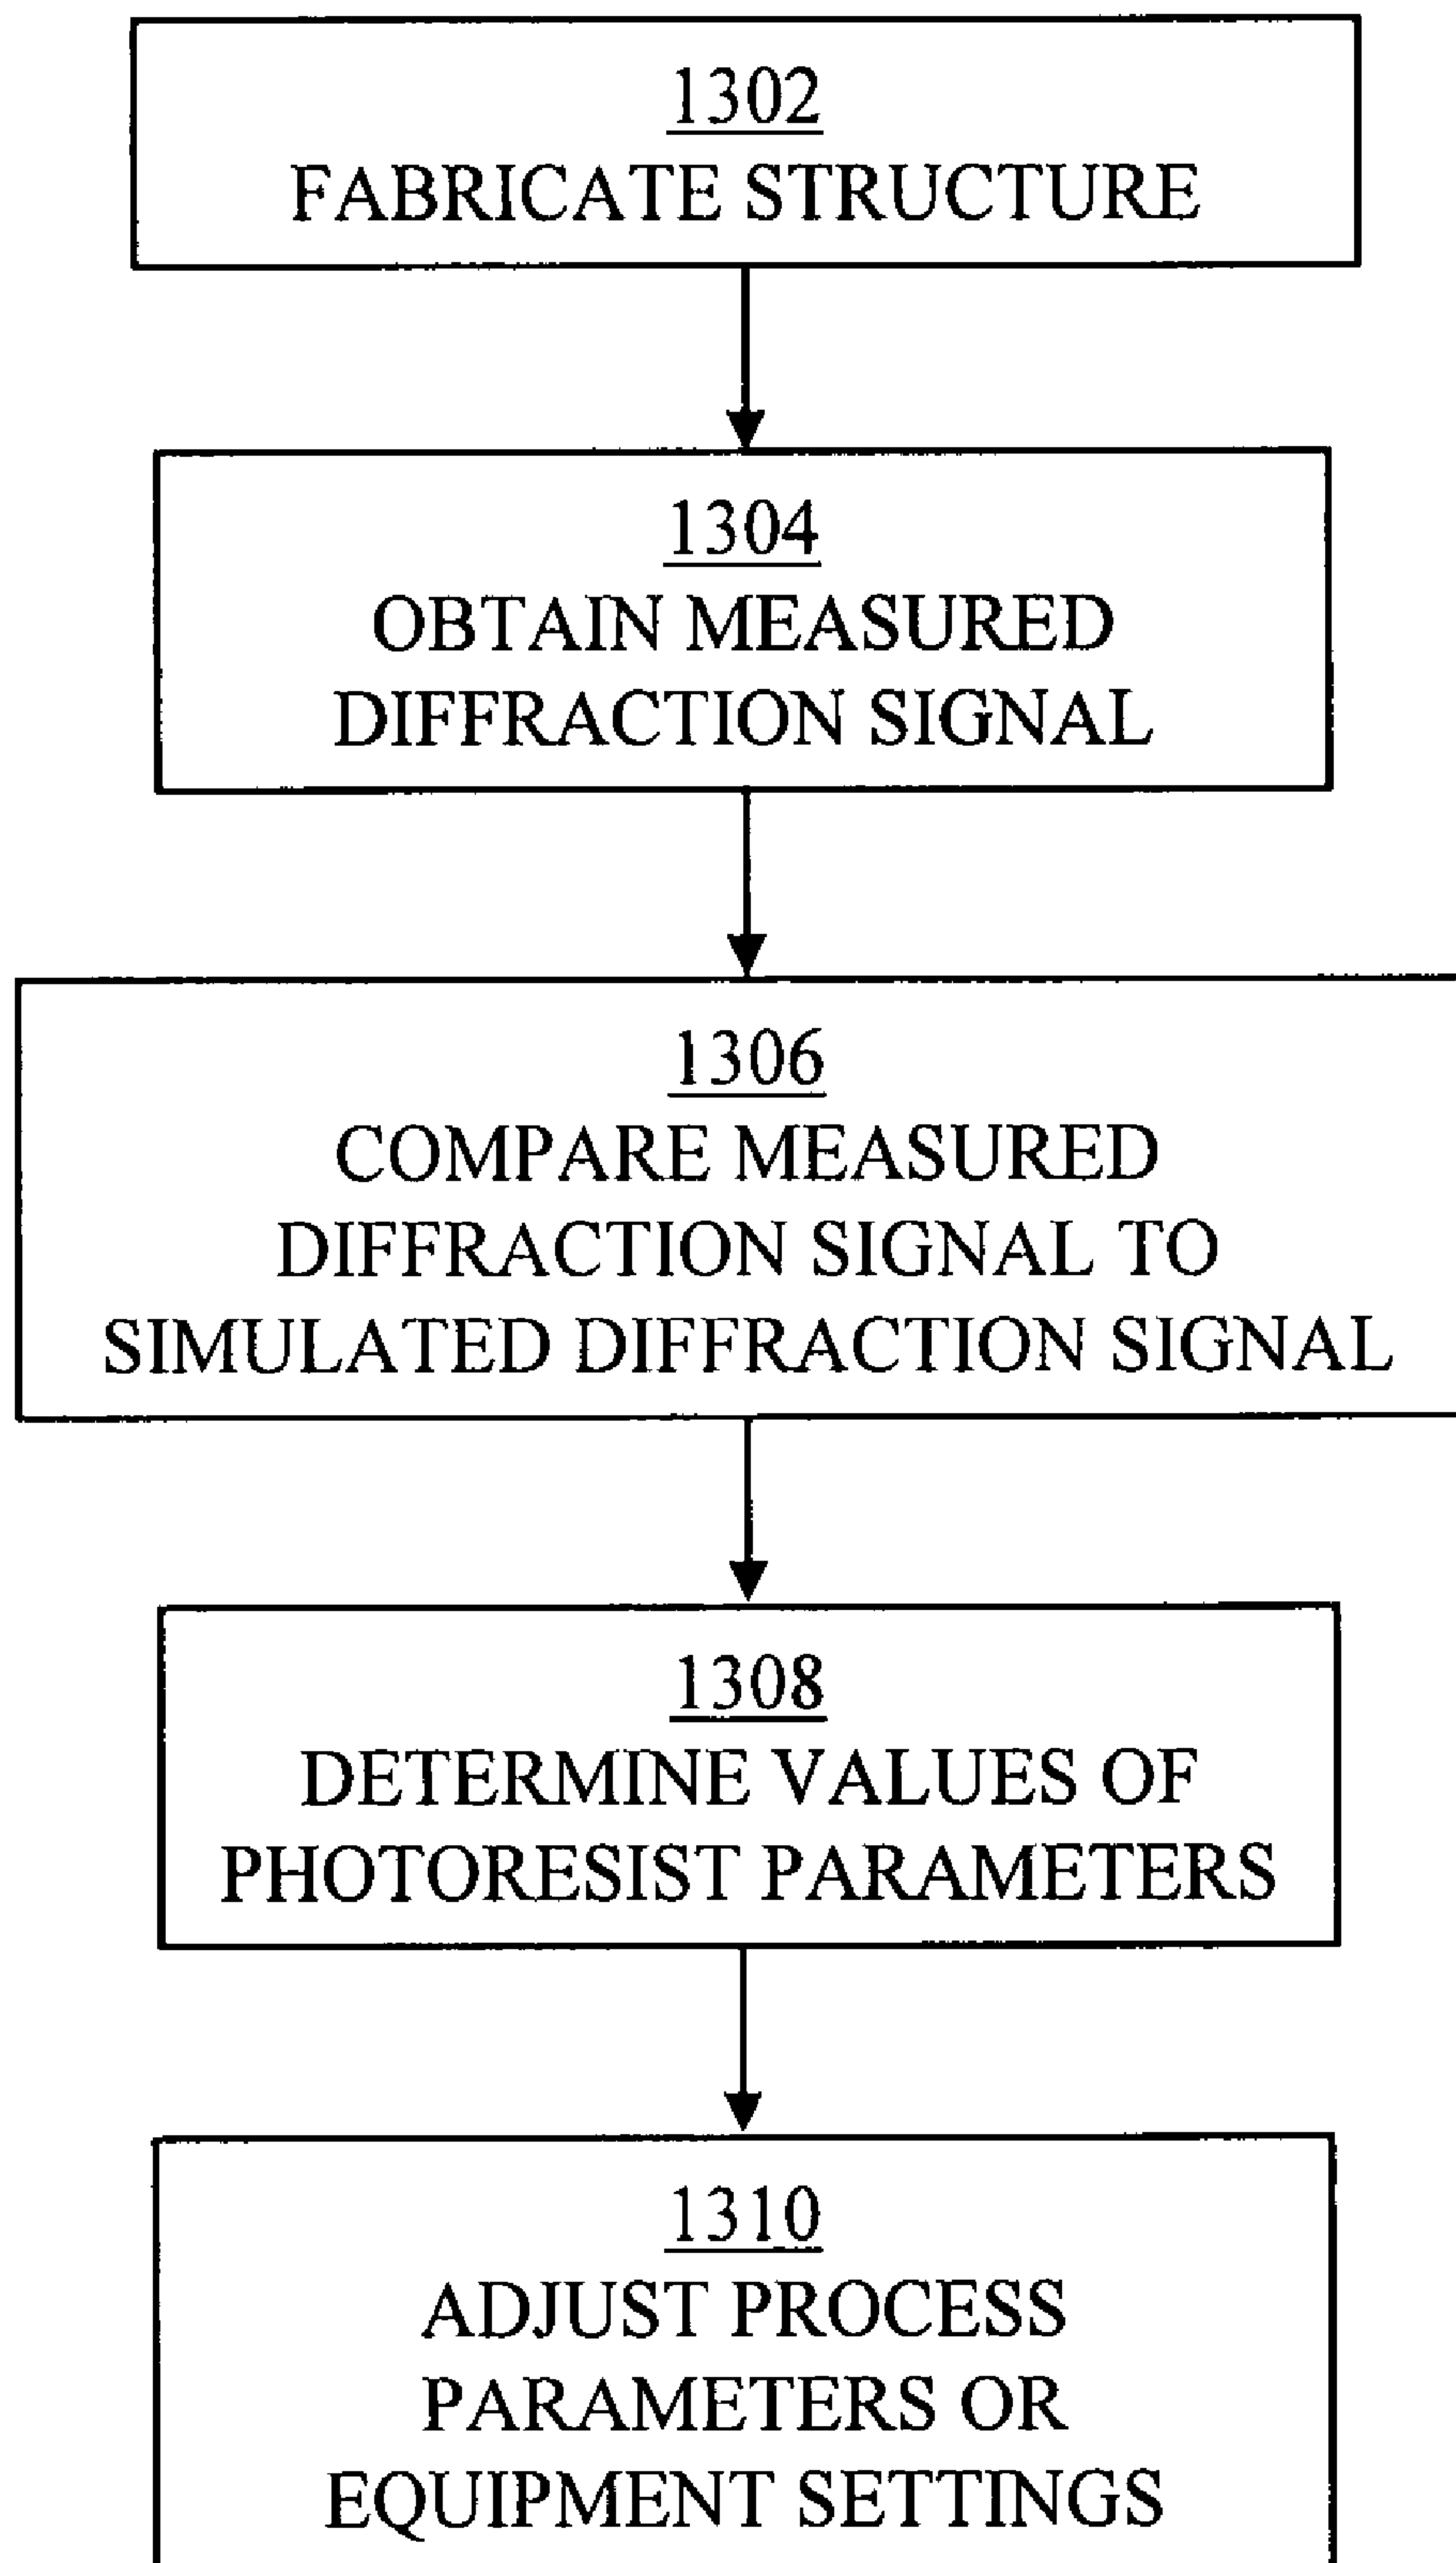 1302
FABRICATE STRUCTURE
1304
OBTAIN MEASURED
DIFFRACTION SIGNAL
1306
COMPARE MEASURED
DIFFRACTION SIGNAL TO
SIMULATED DIFFRACTION SIGNAL
1308
DETERMINE VALUES OF
PHOTORESIST PARAMETERS
1310
ADJUST PROCESS
PARAMETERS OR
EQUIPMENT SETTINGS